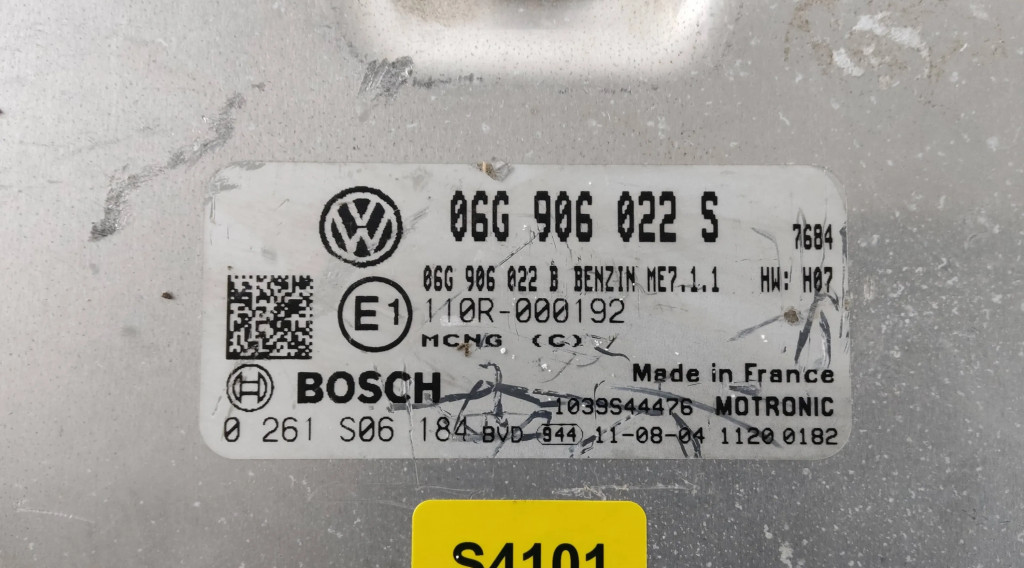 06G 906 022 S
7684
06G 906 022 B BENZIN ME7.1.1 HW: H07
E1 110R-000192
MCNG (C)
Made in France
BOSCH
1039S44476 MOTRONIC
0 261 S06 184 BVD 944 11-08-04 1120 0182
S4101